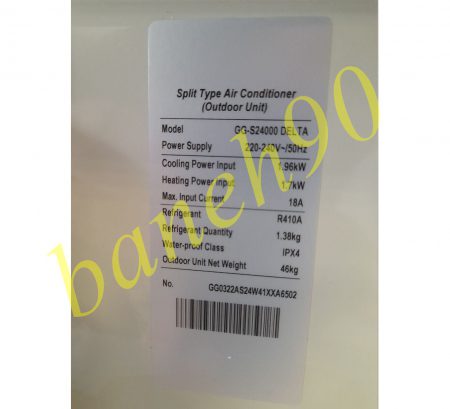 Split Type Air Conditioner
(Outdoor Unit)
Model GG-S24000 DELTA
Power Supply 220-240V~/50Hz
Cooling Power Input 1.96kW
Heating Power Input 1.7kW
Max. input Current 18A
Refrigerant R410A
Refrigerant Quantity 1.38kg
Water-proof Class IPX4
Outdoor Unit Net Weight 46kg
No. GG0322AS24W41XXA6502
baneh90